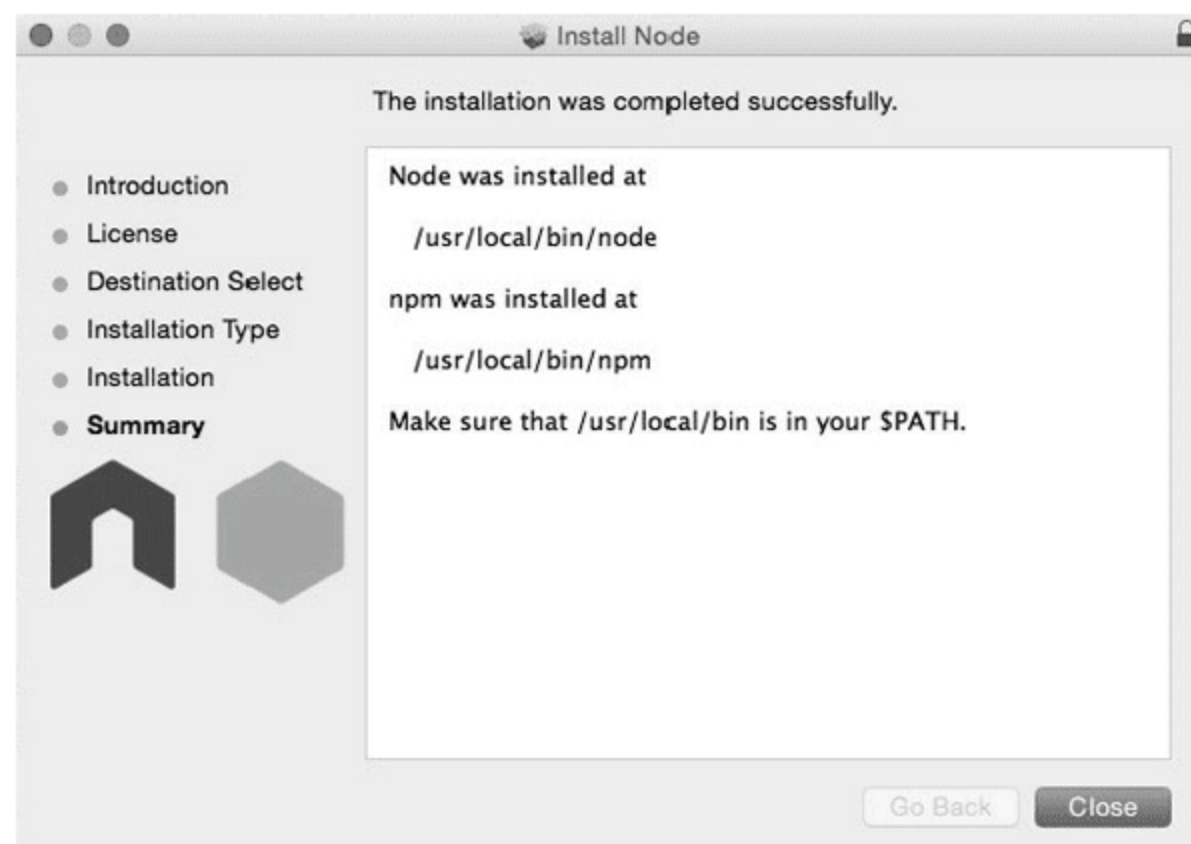 Install Node
The installation was completed successfully.
Introduction
License
Destination Select
Installation Type
Installation
Summary
Node was installed at
/usr/local/bin/node
npm was installed at
/usr/local/bin/npm
Make sure that /usr/local/bin is in your $PATH.
Go Back
Close